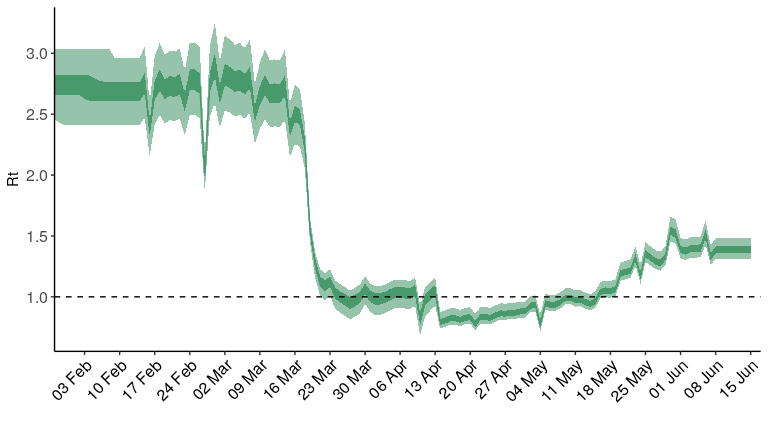 Rt
3.0
2.5
2.0
1.5
1.0
03 Feb
10 Feb
17 Feb
24 Feb
02 Mar
09 Mar
16 Mar
23 Mar
30 Mar
06 Apr
13 Apr
20 Apr
27 Apr
04 May
11 May
18 May
25 May
01 Jun
08 Jun
15 Jun